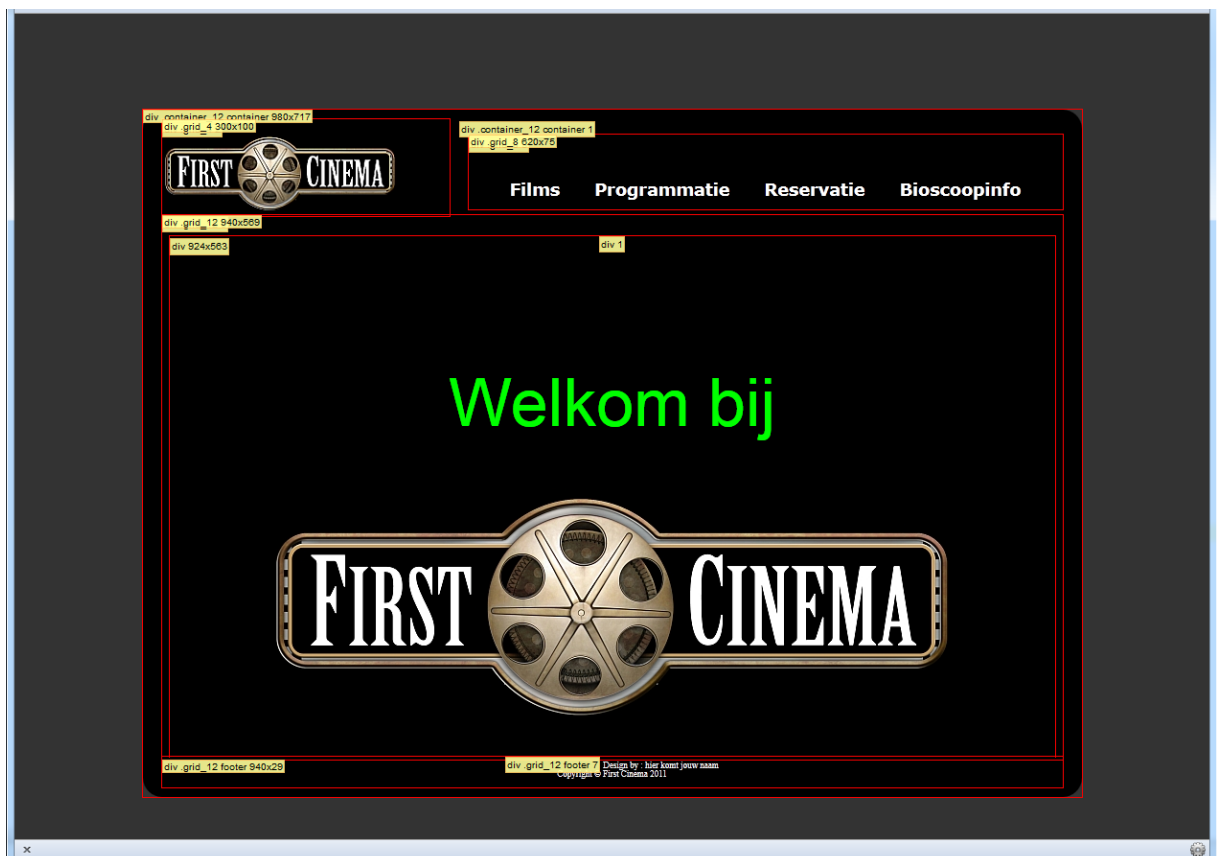 div .container_12 container 980x717
div .grid_4 300x100
FIRST CINEMA
div .container_12 container 1
div .grid_8 620x75
Films Programmatie Reservatie Bioscoopinfo
div .grid_12 940x569
div 924x563
div 1
Welkom bij
FIRST CINEMA
div .grid_12 footer 940x29
div .grid_12 footer 7
Design by : hier komt jouw naam
Copyright © First Cinema 2011